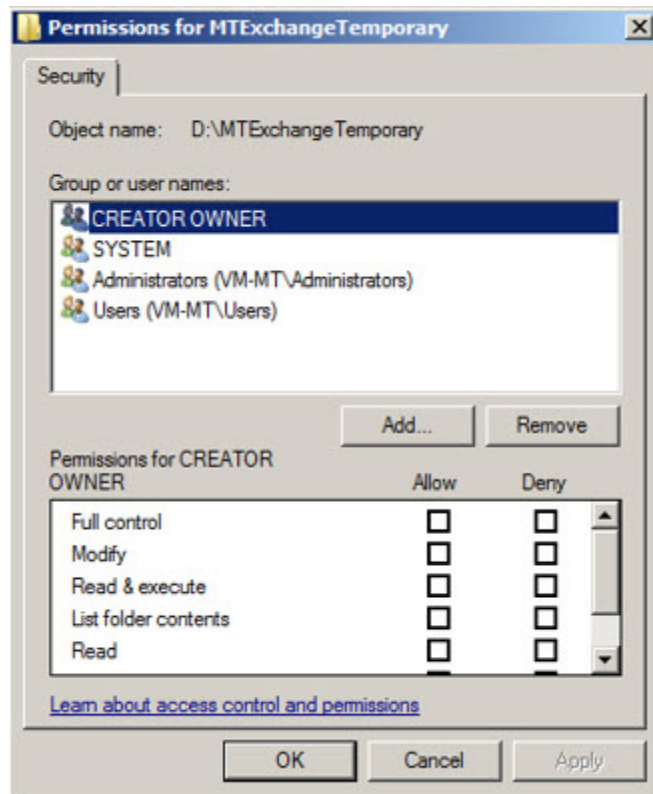 Permissions for MTExchangeTemporary
Security
Object name: D:\MTExchangeTemporary
Group or user names:
CREATOR OWNER
SYSTEM
Administrators (VM-MT\Administrators)
Users (VM-MT\Users)
Add... Remove
Permissions for CREATOR
OWNER Allow Deny
Full control
Modify
Read & execute
List folder contents
Read
Learn about access control and permissions
OK Cancel Apply